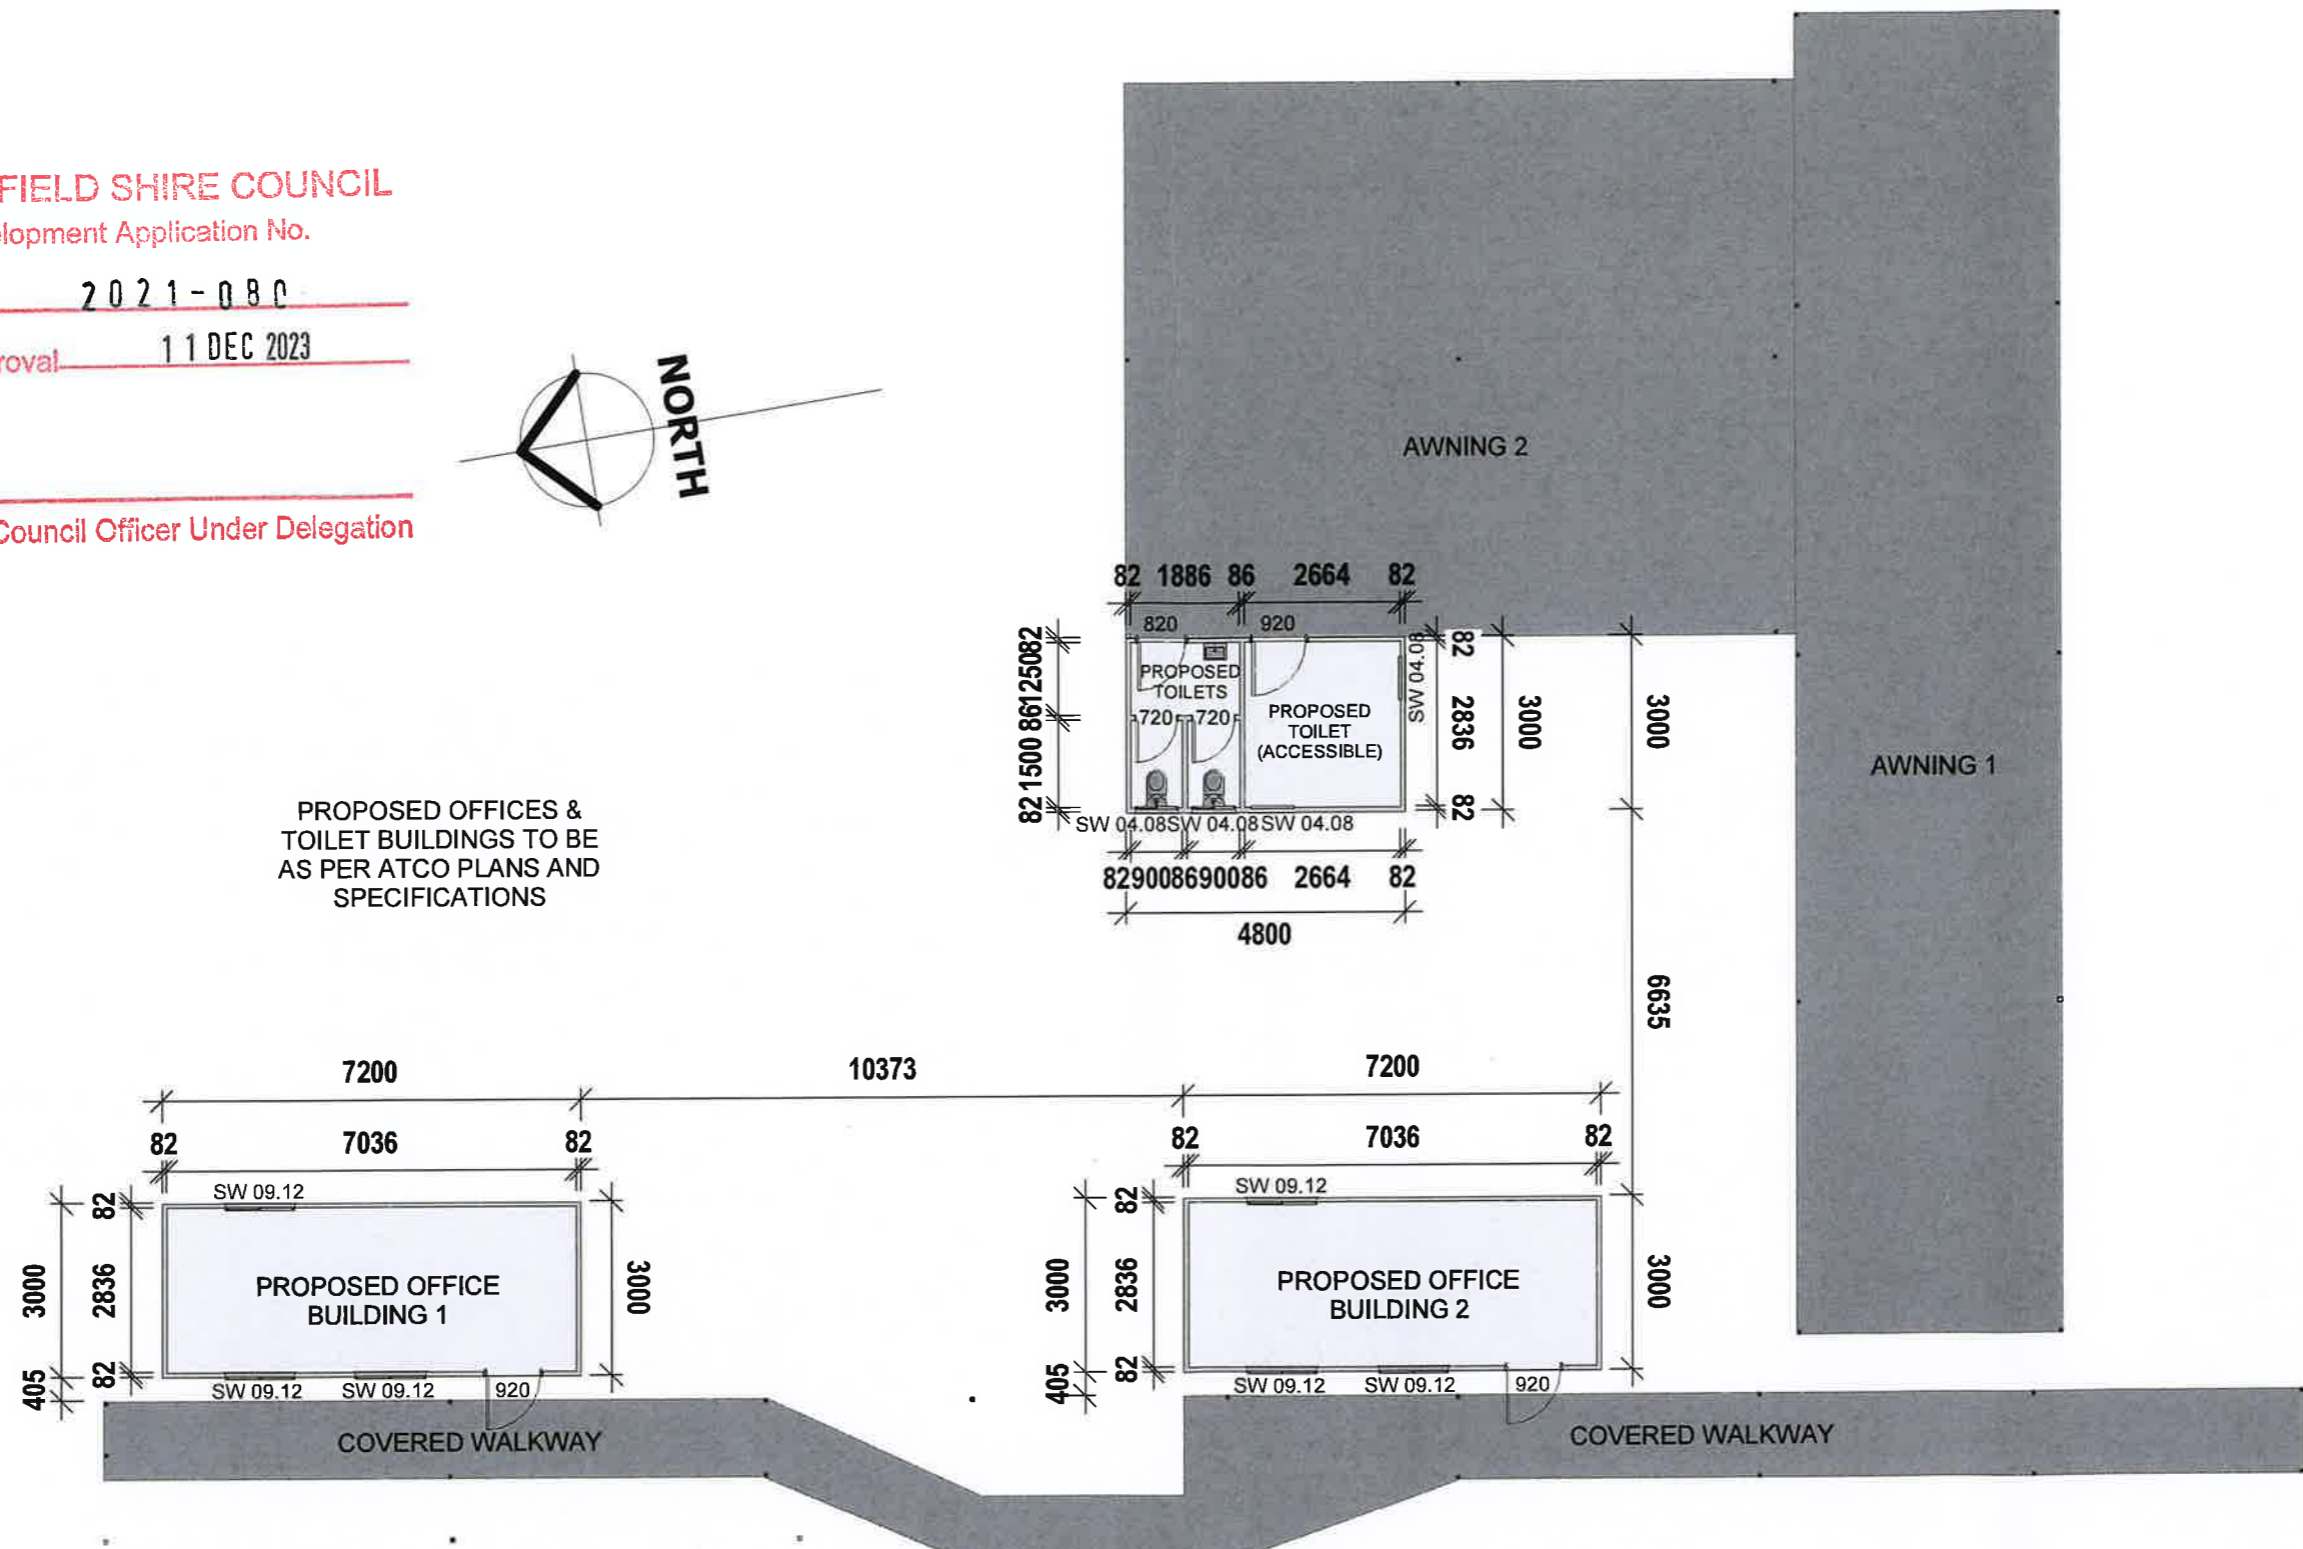 FIELD SHIRE COUNCIL
elopment Application No.
2021-080
roval 11 DEC 2023
Council Officer Under Delegation
NORTH
AWNING 2
AWNING 1
82 1886 86 2664 82
820 920
PROPOSED
TOILETS
720 720
PROPOSED
TOILET
(ACCESSIBLE)
82 1500 86 1250 82
SW 04.08
82 2836 82
3000
3000
SW 04.08 SW 04.08 SW 04.08
82 900 86 900 86 2664 82
4800
6635
PROPOSED OFFICES &
TOILET BUILDINGS TO BE
AS PER ATCO PLANS AND
SPECIFICATIONS
7200 10373 7200
82 7036 82
82 7036 82
SW 09.12
SW 09.12
405 3000
82 2836 82
PROPOSED OFFICE
BUILDING 1
3000
405 3000
82 2836 82
PROPOSED OFFICE
BUILDING 2
3000
SW 09.12 SW 09.12 920
SW 09.12 SW 09.12 920
COVERED WALKWAY
COVERED WALKWAY